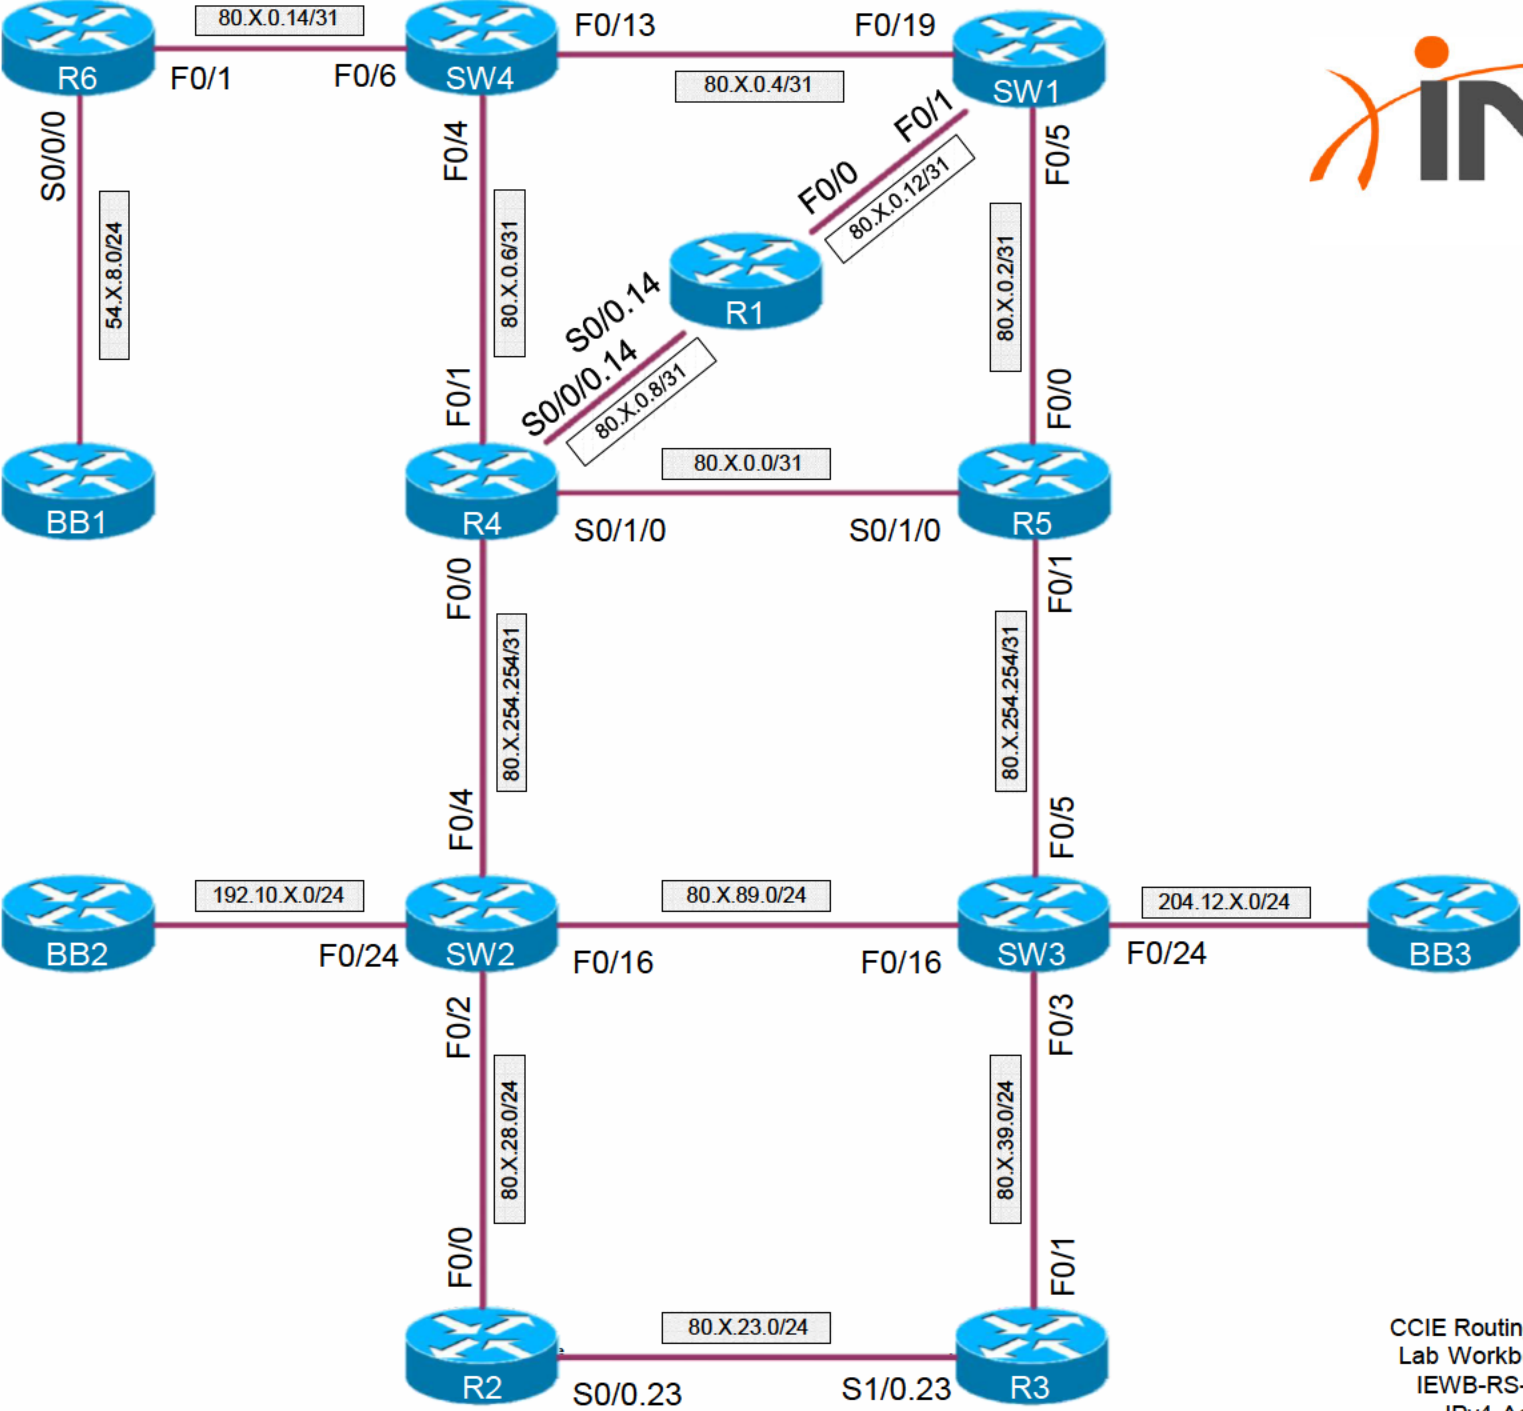 80.X.0.14/31
F0/13
F0/19
R6
F0/1
F0/6
SW4
80.X.0.4/31
SW1
S0/0/0
F0/4
F0/1
F0/5
54.X.8.0/24
80.X.0.6/31
F0/0
80.X.0.12/31
80.X.0.2/31
R1
S0/0.14
S0/0/0.14
80.X.0.8/31
F0/1
F0/0
BB1
R4
80.X.0.0/31
R5
S0/1/0
S0/1/0
F0/0
F0/1
80.X.254.254/31
80.X.254.254/31
F0/4
F0/5
192.10.X.0/24
80.X.89.0/24
204.12.X.0/24
BB2
F0/24
SW2
F0/16
F0/16
SW3
F0/24
BB3
F0/2
F0/3
80.X.28.0/24
80.X.39.0/24
F0/0
F0/1
80.X.23.0/24
R2
S0/0.23
S1/0.23
R3
CCIE Routin
Lab Workb
IEWB-RS-